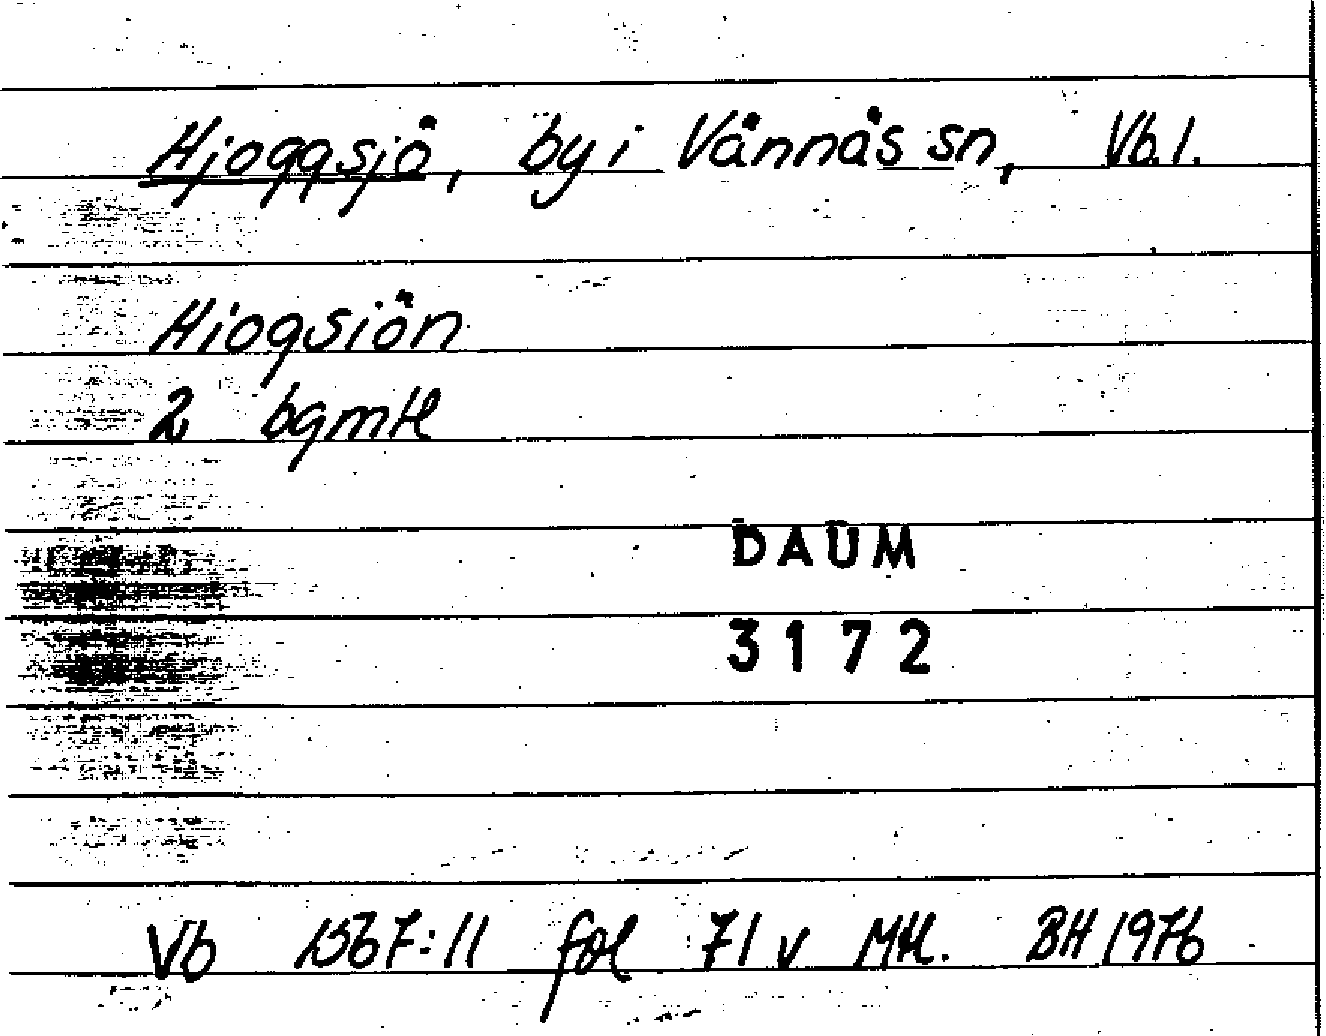 Hjoggsjö, by i Vännäs sn, Vb.l.
Hiogsiön
2 bgmtl
DAUM
3172
Vb 1567:11 fol 71 v Mtl. BH 1976